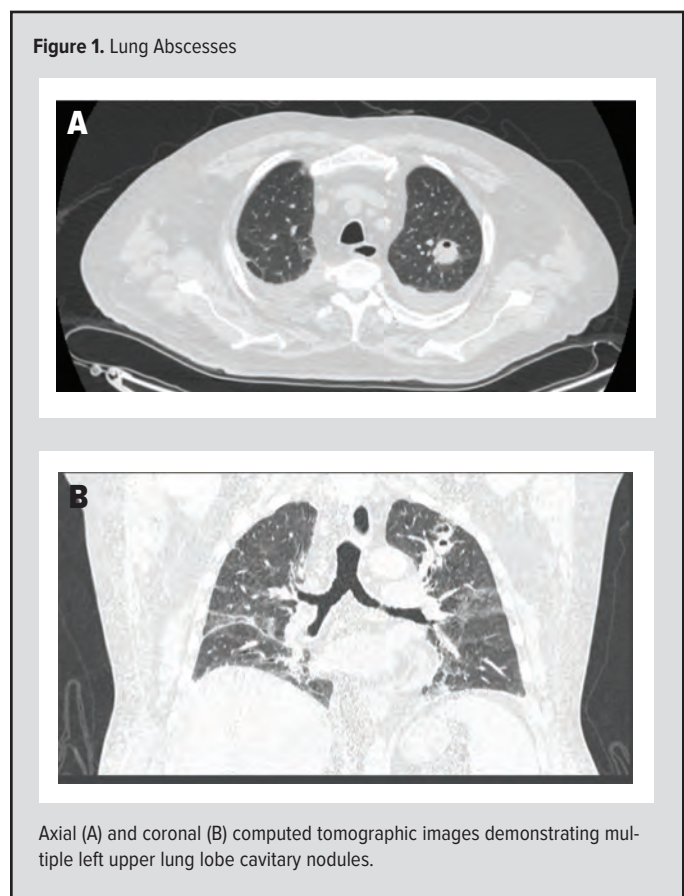 Figure 1. Lung Abscesses
A
B
Axial (A) and coronal (B) computed tomographic images demonstrating mul-
tiple left upper lung lobe cavitary nodules.